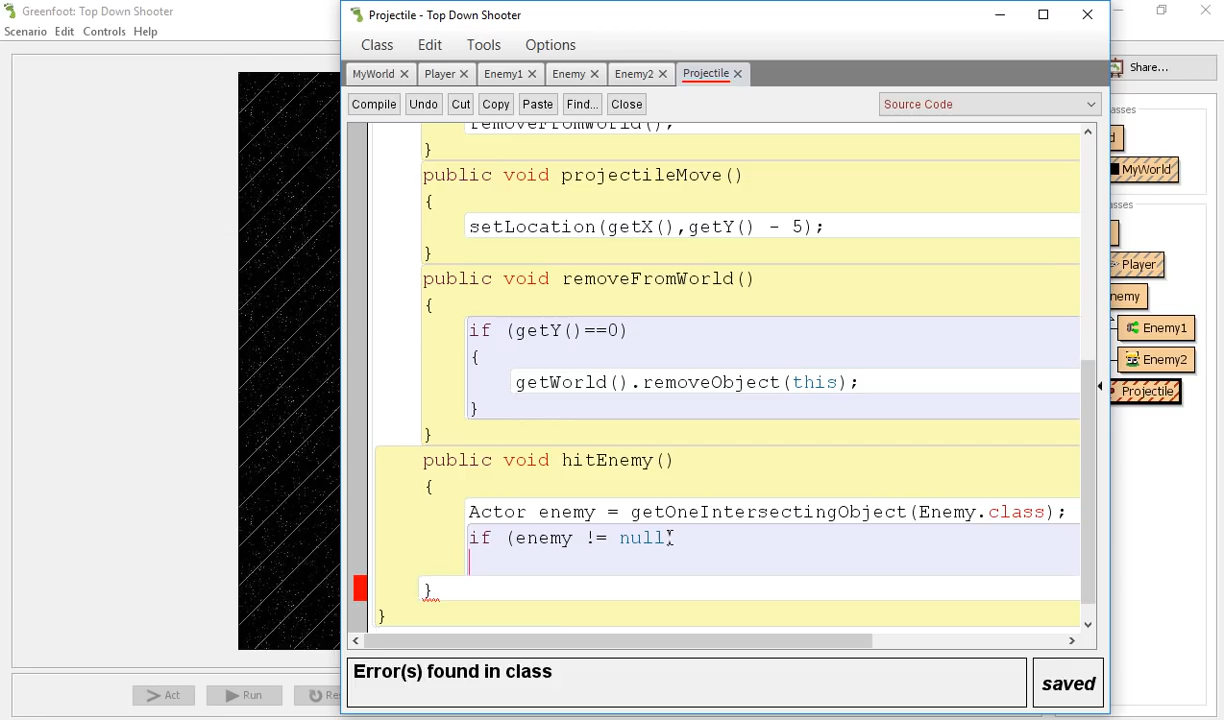 Greenfoot: Top Down Shooter
Scenario Edit Controls Help
Projectile - Top Down Shooter
Class Edit Tools Options
MyWorld Player Enemy1 Enemy Enemy2 Projectile
Compile Undo Cut Copy Paste Find... Close Source Code
removeFromWorld();
}
public void projectileMove()
{
setLocation(getX(),getY() - 5);
}
public void removeFromWorld()
{
if (getY()==0)
{
getWorld().removeObject(this);
}
}
public void hitEnemy()
{
Actor enemy = getOneIntersectingObject(Enemy.class);
if (enemy != null
}
}
Error(s) found in class
saved
Share...
MyWorld
Player
Enemy1
Enemy2
Projectile
Act Run